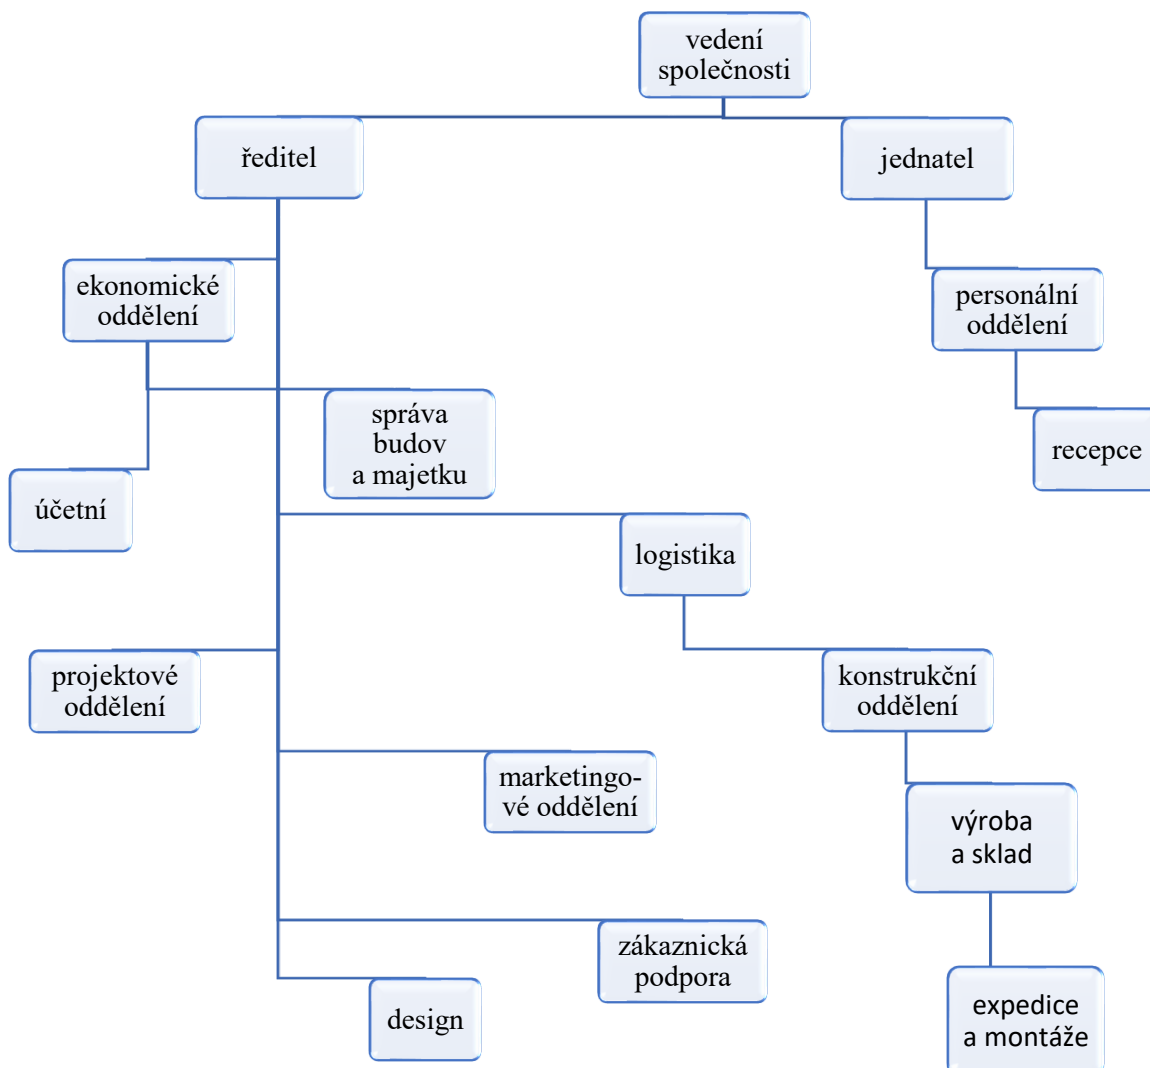 vedení
společnosti
ředitel
jednatel
ekonomické
oddělení
personální
oddělení
správa
budov
a majetku
recepce
účetní
logistika
projektové
oddělení
konstrukční
oddělení
marketingo-
vé oddělení
výroba
a sklad
zákaznická
podpora
design
expedice
a montáže